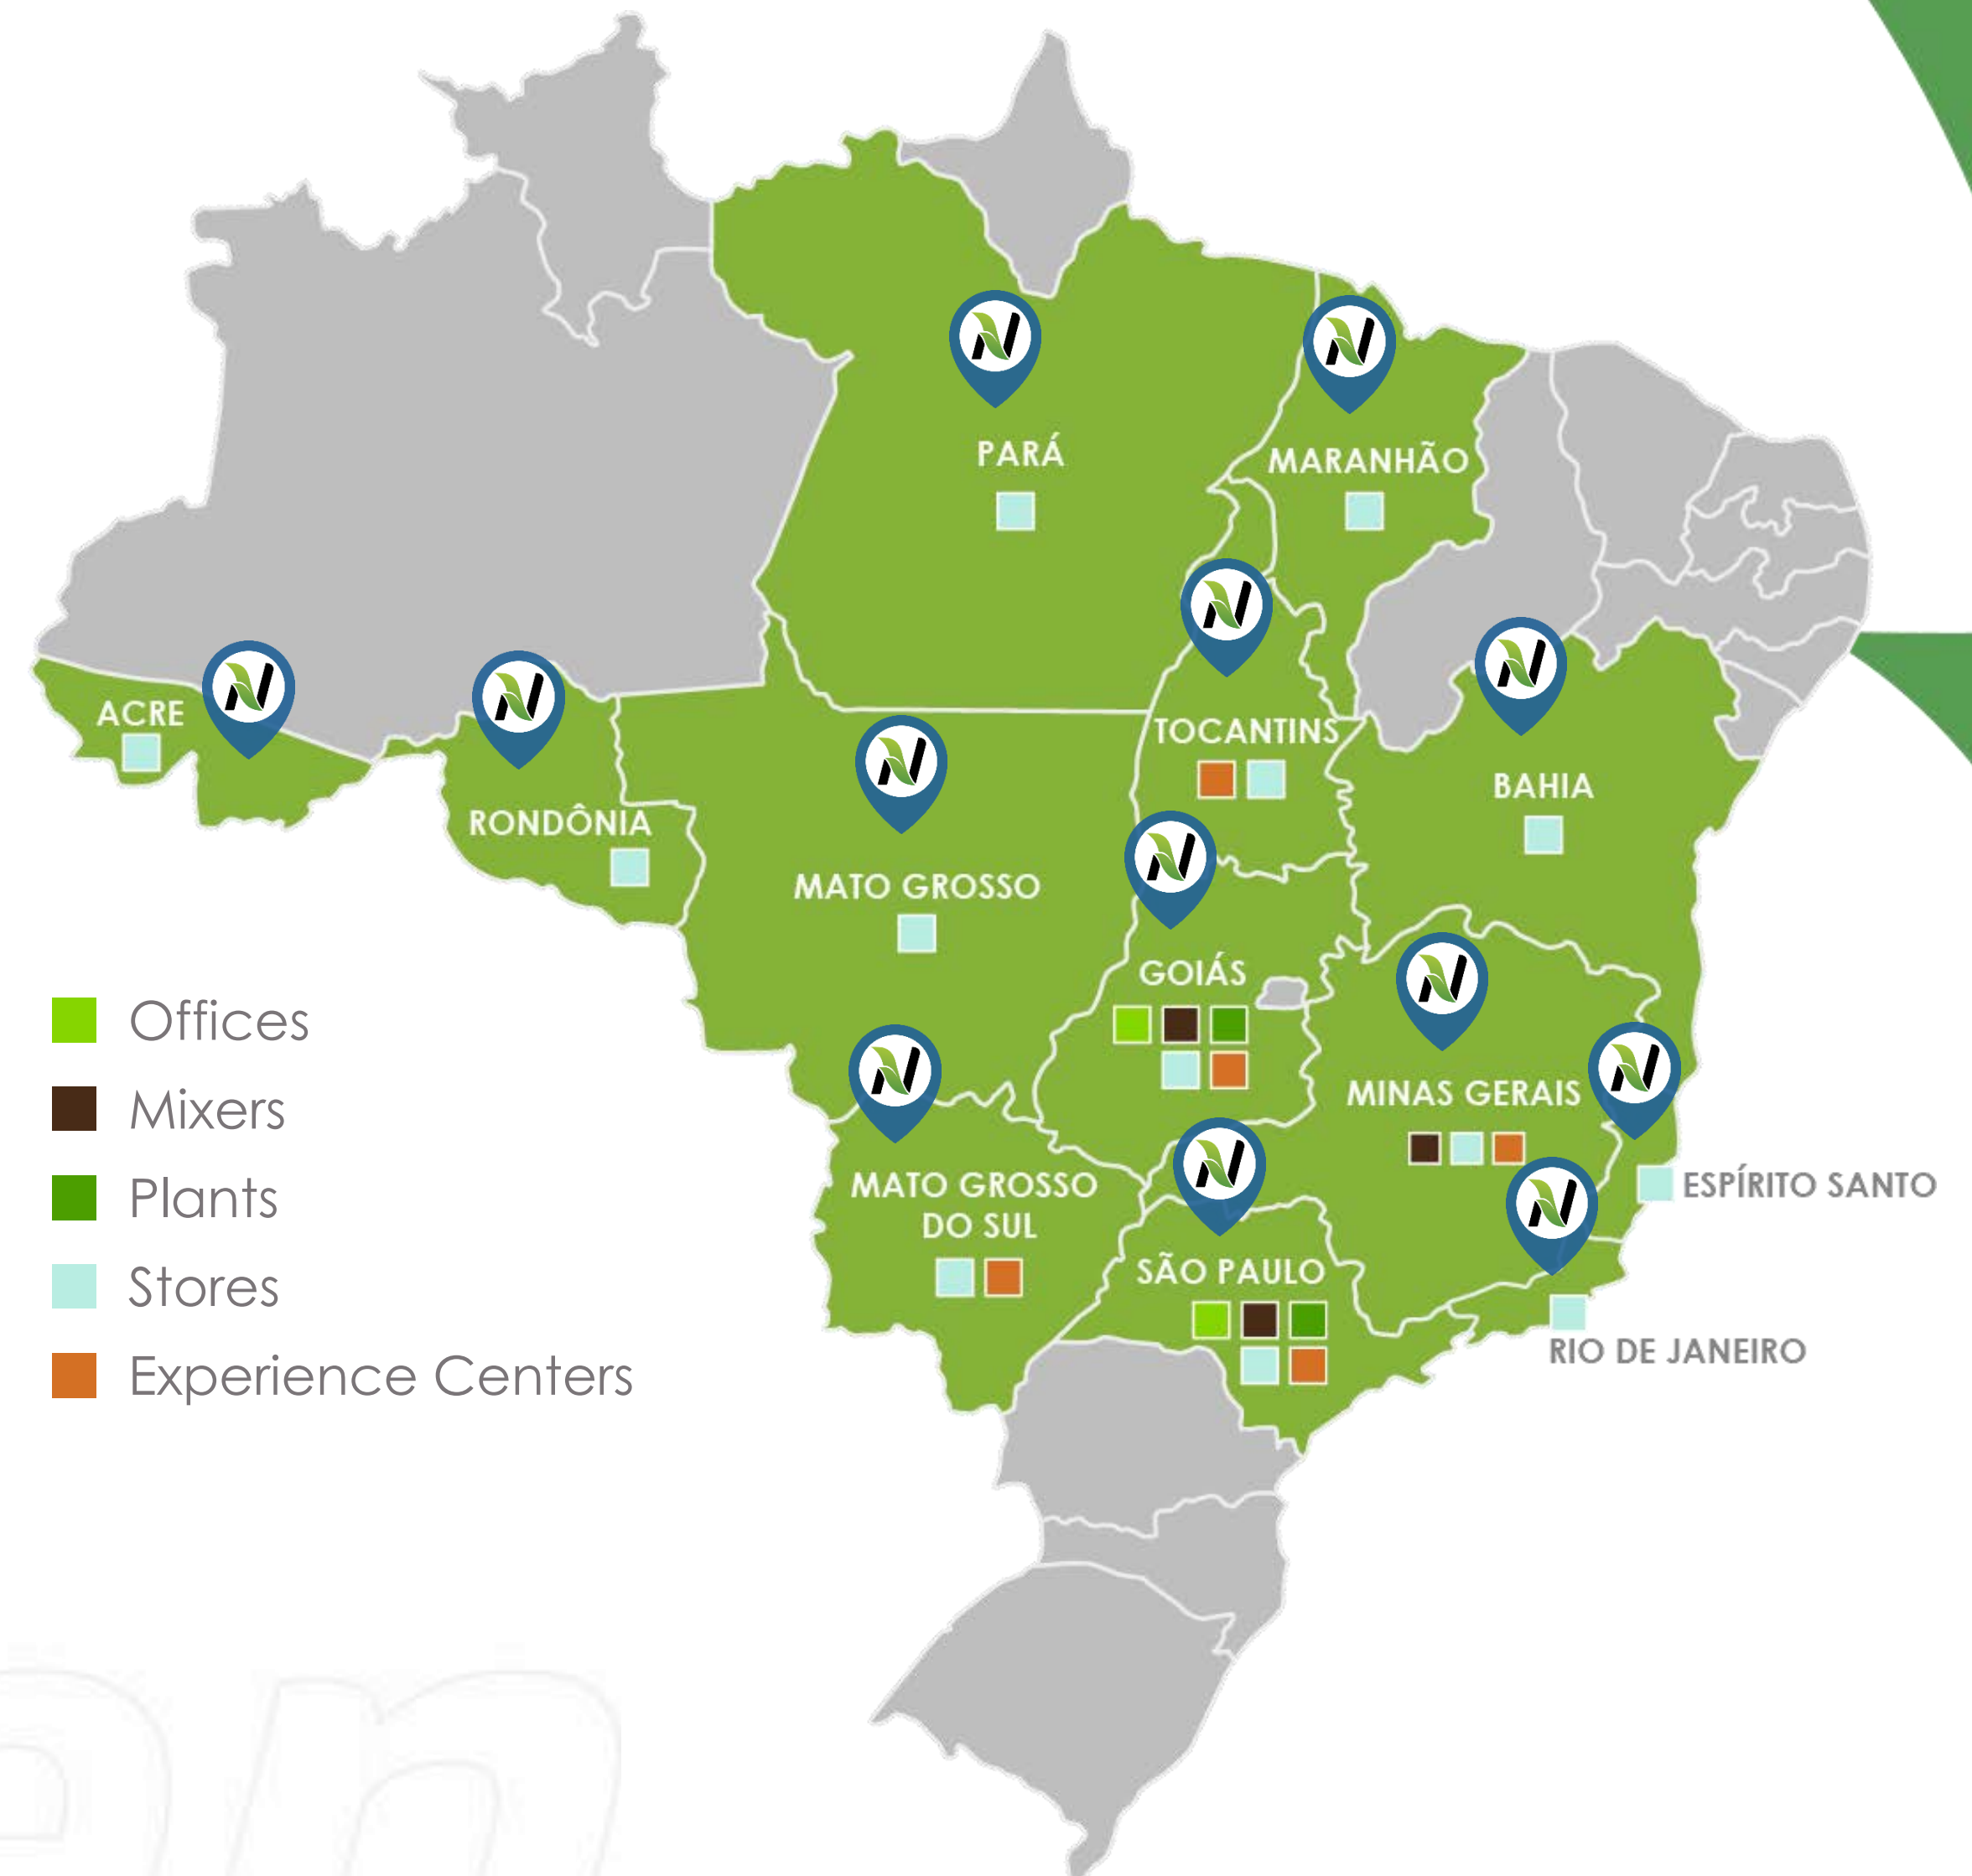 PARÁ
MARANHÃO
ACRE
TOCANTINS
BAHIA
RONDÔNIA
MATO GROSSO
GOIÁS
MINAS GERAIS
ESPÍRITO SANTO
MATO GROSSO
DO SUL
SÃO PAULO
RIO DE JANEIRO
Offices
Mixers
Plants
Stores
Experience Centers